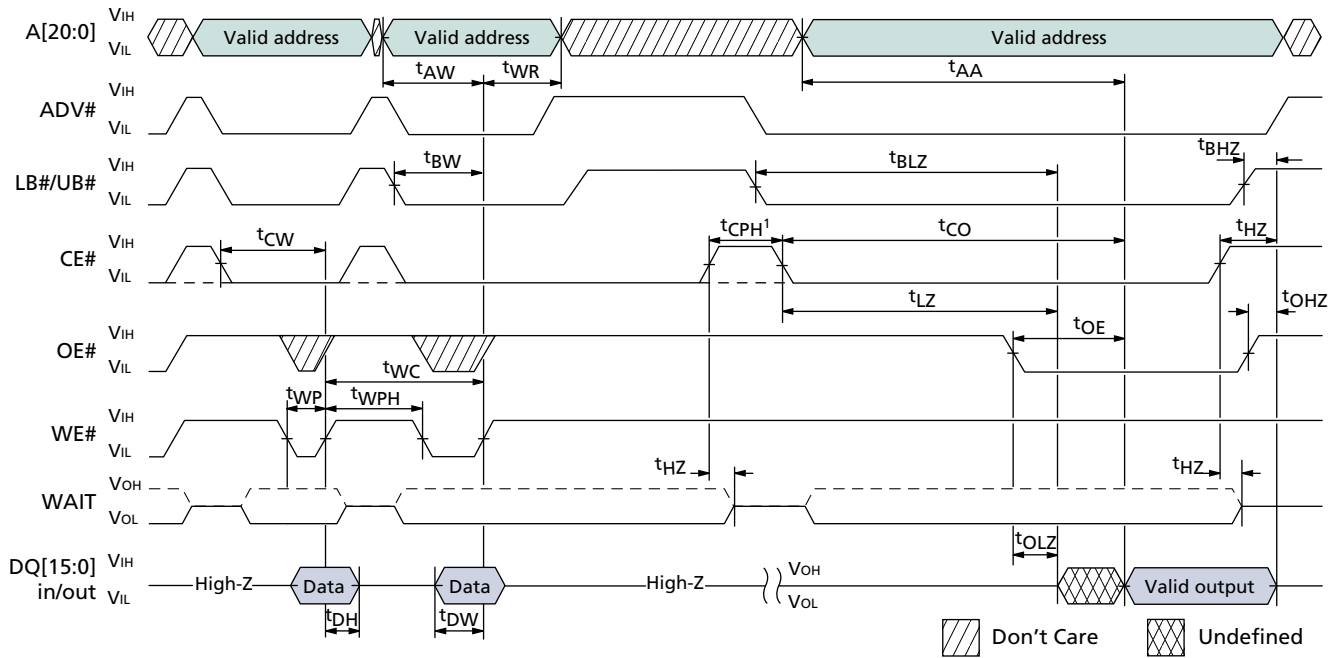 A[20:0] VIH VIL Valid address Valid address Valid address
tAW tWR tAA
ADV# VIH VIL
LB#/UB# VIH VIL tBW tBLZ tBHZ
CE# VIH VIL tCW tCPH¹ tCO tHZ
tLZ tOHZ
OE# VIH VIL tOE
tWC
WE# VIH VIL tWP tWPH
WAIT VOH VOL tHZ tHZ
tOLZ
DQ[15:0] in/out VIH VIL High-Z Data Data High-Z VOH VOL Valid output
tDH tDW
Don't Care Undefined